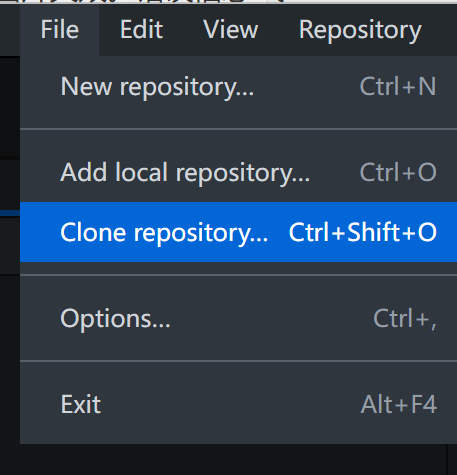 File Edit View Repository
New repository... Ctrl+N
Add local repository... Ctrl+O
Clone repository... Ctrl+Shift+O
Options... Ctrl+,
Exit Alt+F4